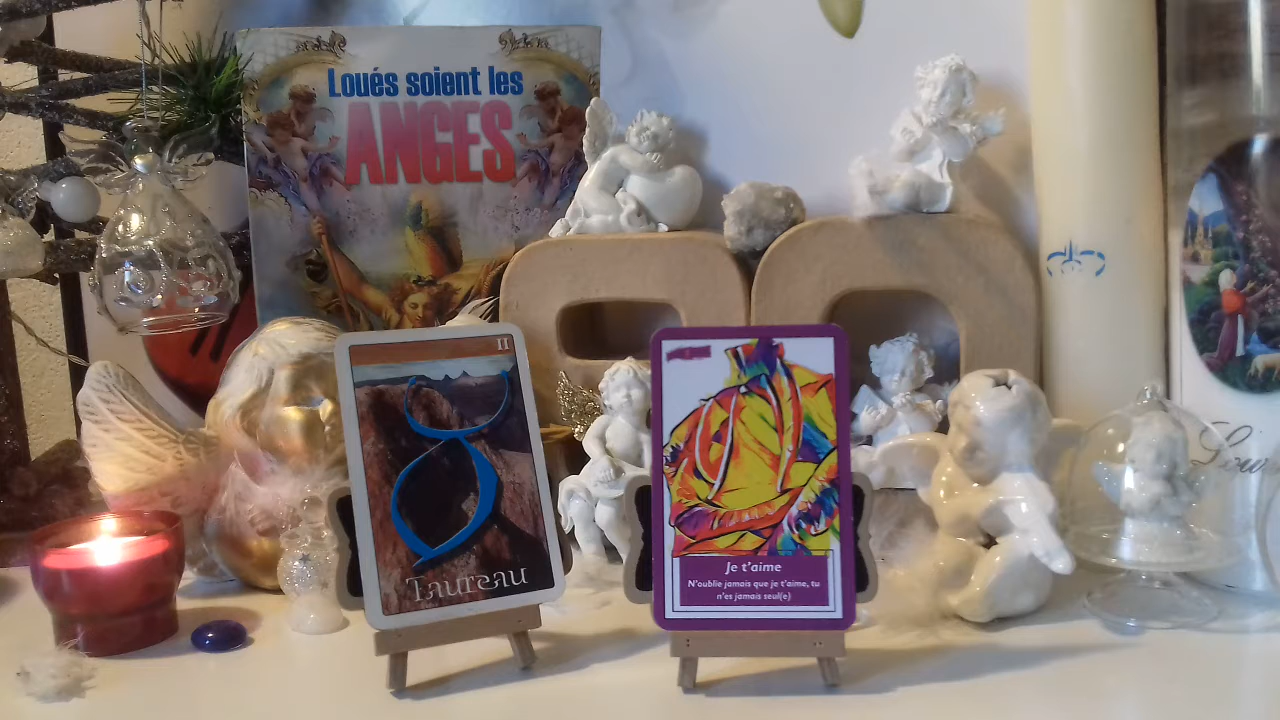 Loués soient les
ANGES
II
Taureau
Je t'aime
N'oublie jamais que je t'aime, tu
n'es jamais seul(e)